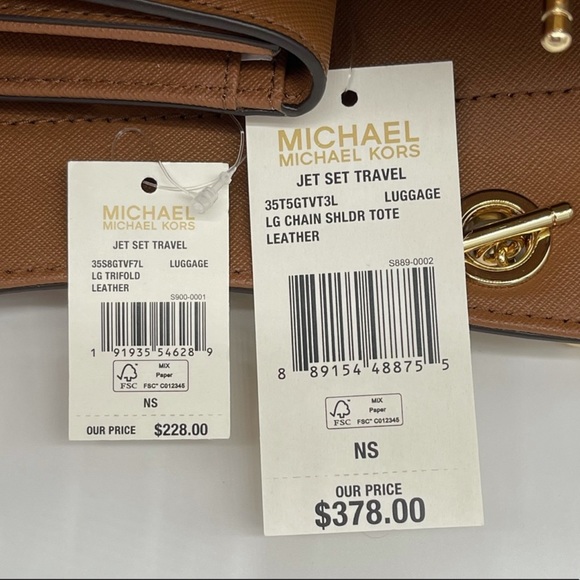 MICHAEL
MICHAEL KORS
JET SET TRAVEL
35S8GTVF7L LUGGAGE
LG TRIFOLD
LEATHER
S900-0001
1 91935 54628 9
FSC
MIX
Paper
FSC® C012345
NS
OUR PRICE $228.00
MICHAEL
MICHAEL KORS
JET SET TRAVEL
35T5GTVT3L LUGGAGE
LG CHAIN SHLDR TOTE
LEATHER
S889-0002
8 89154 48875 5
FSC
MIX
Paper
FSC® C012345
NS
OUR PRICE
$378.00